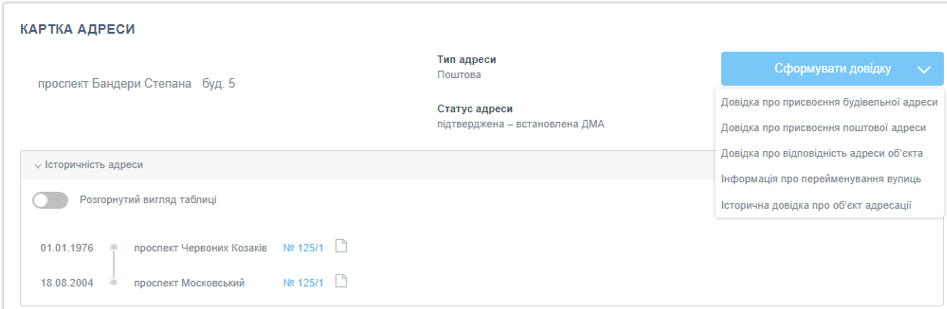 КАРТКА АДРЕСИ
проспект Бандери Степана буд. 5
Тип адреси
Поштова
Статус адреси
підтверджена – встановлена ДМА
Сформувати довідку
Довідка про присвоєння будівельної адреси
Довідка про присвоєння поштової адреси
Довідка про відповідність адреси об'єкта
Інформація про перейменування вулиць
Історична довідка про об'єкт адресації
Історичність адреси
Розгорнутий вигляд таблиці
01.01.1976 проспект Червоних Козаків № 125/1
18.08.2004 проспект Московський № 125/1